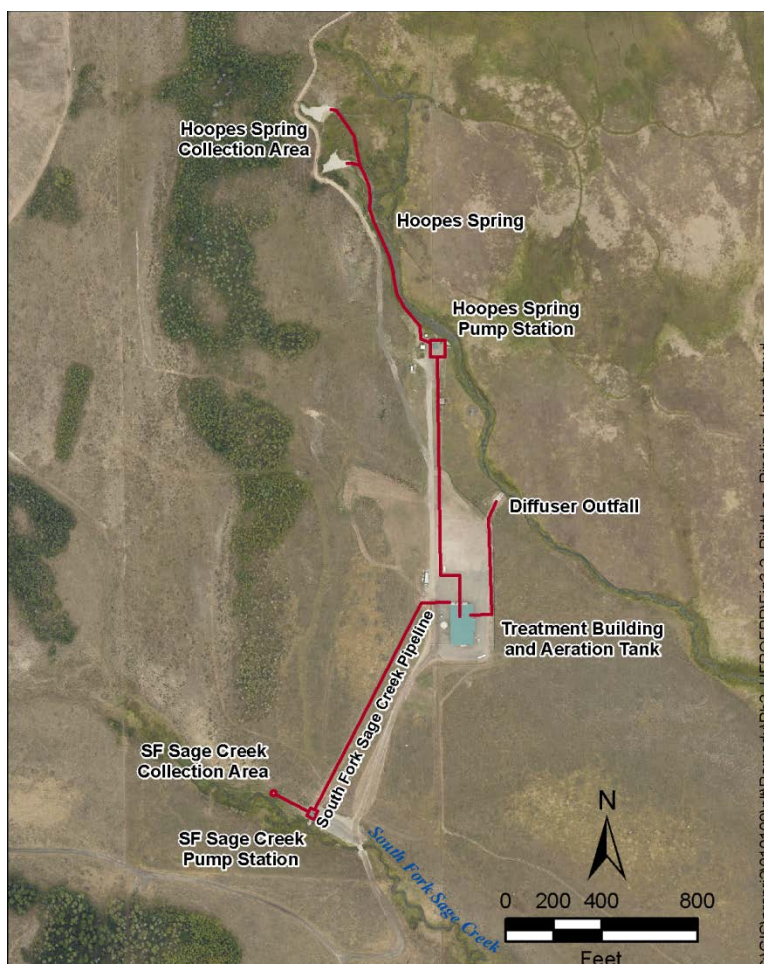 Hoopes Spring
Collection Area
Hoopes Spring
Hoopes Spring
Pump Station
Diffuser Outfall
Treatment Building
and Aeration Tank
South Fork Sage Creek Pipeline
SF Sage Creek
Collection Area
SF Sage Creek
Pump Station
South Fork Sage Creek
N
0 200 400 800
Feet